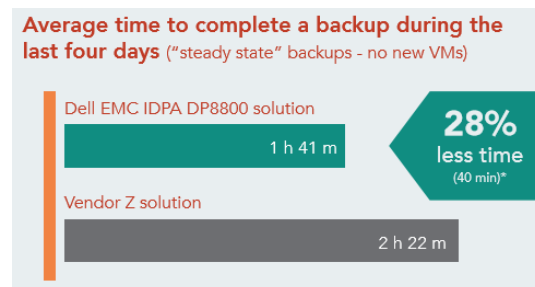 Average time to complete a backup during the
last four days (“steady state” backups - no new VMs)
Dell EMC IDPA DP8800 solution
1 h 41 m
28%
less time
(40 min)*
Vendor Z solution
2 h 22 m